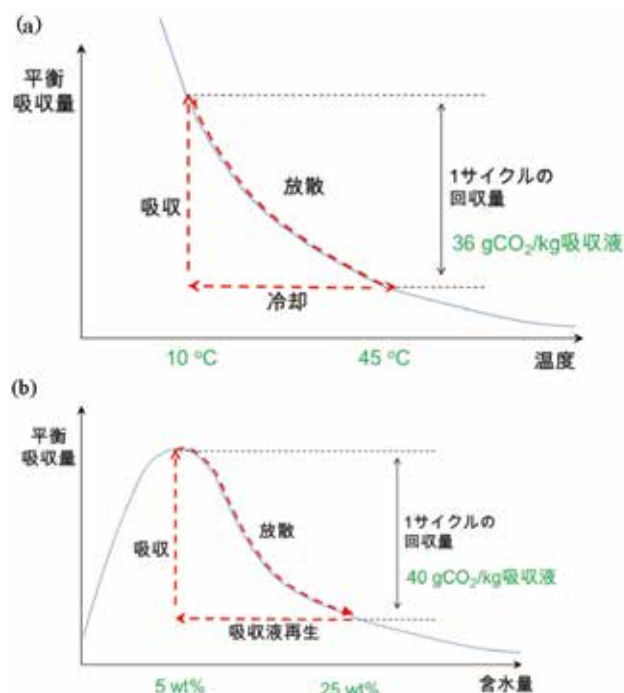 (a)
平衡
吸収量
吸収
放散
1サイクルの
回収量
36 gCO₂/kg吸収液
冷却
10 ℃
45 ℃
温度
(b)
平衡
吸収量
吸収
放散
1サイクルの
回収量
40 gCO₂/kg吸収液
吸収液再生
5 wt%
25 wt%
含水量